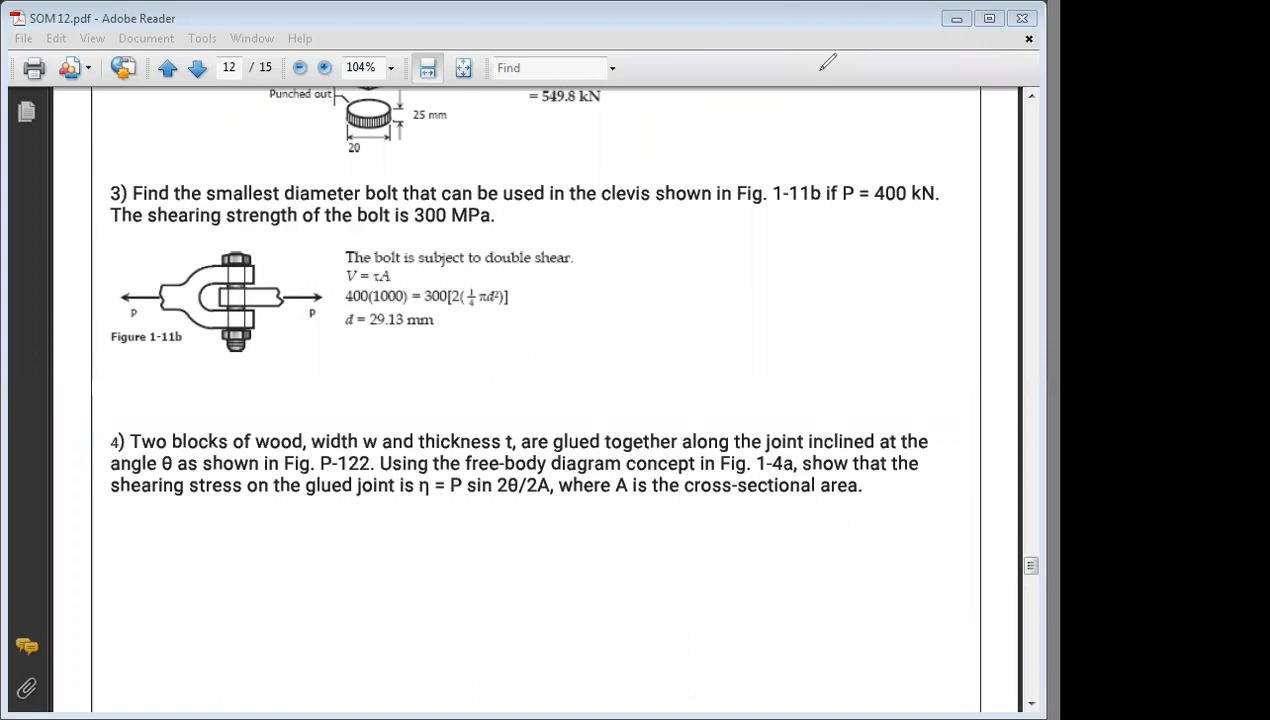 SOM 12.pdf - Adobe Reader
File Edit View Document Tools Window Help
12 / 15 104% Find
Punched out
25 mm
20
= 549.8 kN
3) Find the smallest diameter bolt that can be used in the clevis shown in Fig. 1-11b if P = 400 kN.
The shearing strength of the bolt is 300 MPa.
The bolt is subject to double shear.
V = τA
400(1000) = 300[2(¼ πd²)]
d = 29.13 mm
P
P
Figure 1-11b
4) Two blocks of wood, width w and thickness t, are glued together along the joint inclined at the
angle θ as shown in Fig. P-122. Using the free-body diagram concept in Fig. 1-4a, show that the
shearing stress on the glued joint is η = P sin 2θ/2A, where A is the cross-sectional area.